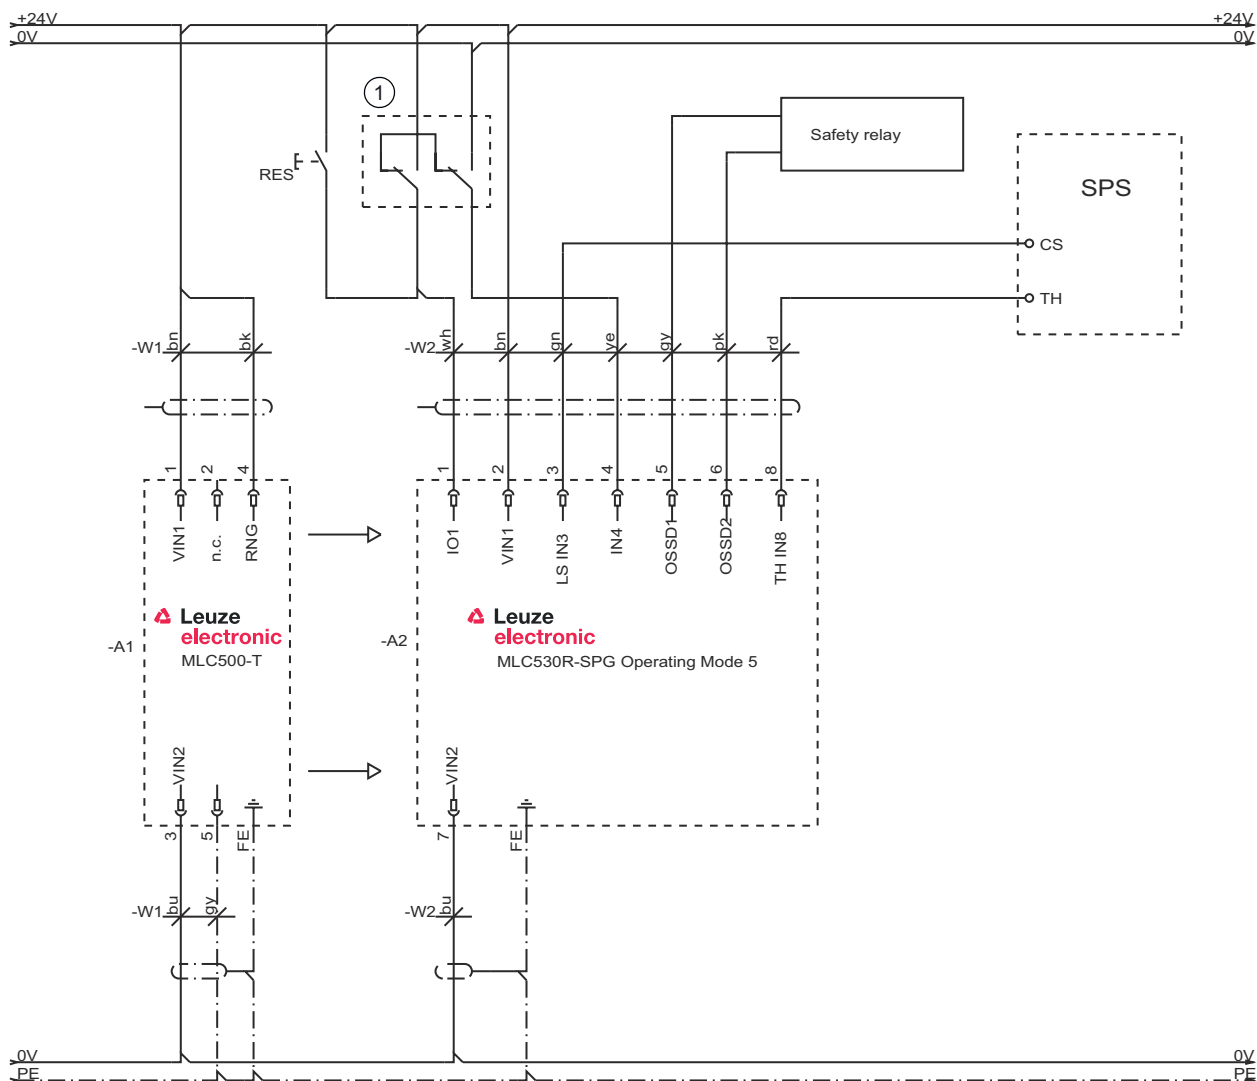 +24V
+24V
0V
0V
1
Safety relay
SPS
RES
CS
TH
-W1
bn
bk
-W2
wh
bn
gn
ye
gy
pk
rd
1
2
4
1
2
3
4
5
6
8
VIN1
n.c.
RNG
IO1
VIN1
LS IN3
IN4
OSSD1
OSSD2
TH IN8
Leuze
electronic
MLC500-T
-A1
Leuze
electronic
MLC530R-SPG Operating Mode 5
-A2
VIN2
VIN2
3
5
FE
7
FE
-W1
bu
gy
-W2
bu
0V
0V
PE
PE